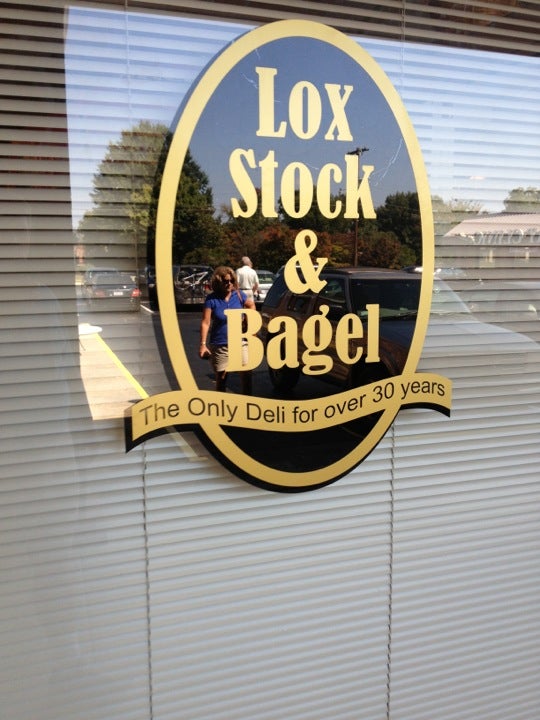 Lox
Stock
&
Bagel
The Only Deli for over 30 years